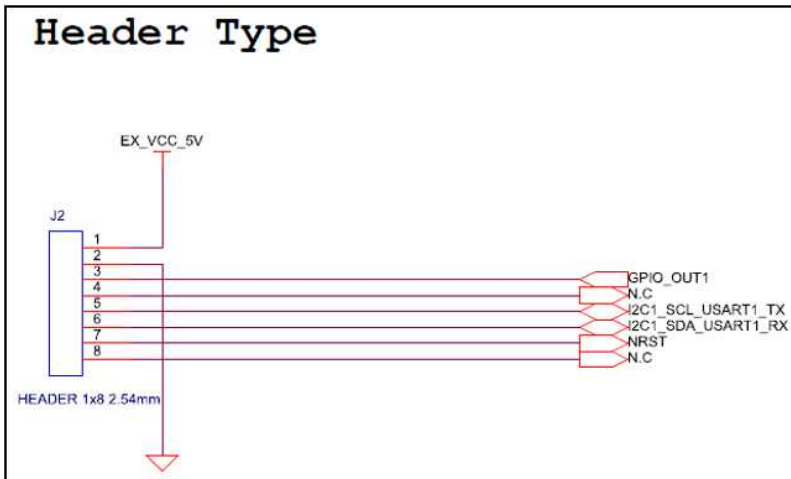 Header Type
EX_VCC_5V
J2
1
2
3
4
5
6
7
8
GPIO_OUT1
N.C
I2C1_SCL_USART1_TX
I2C1_SDA_USART1_RX
NRST
N.C
HEADER 1x8 2.54mm